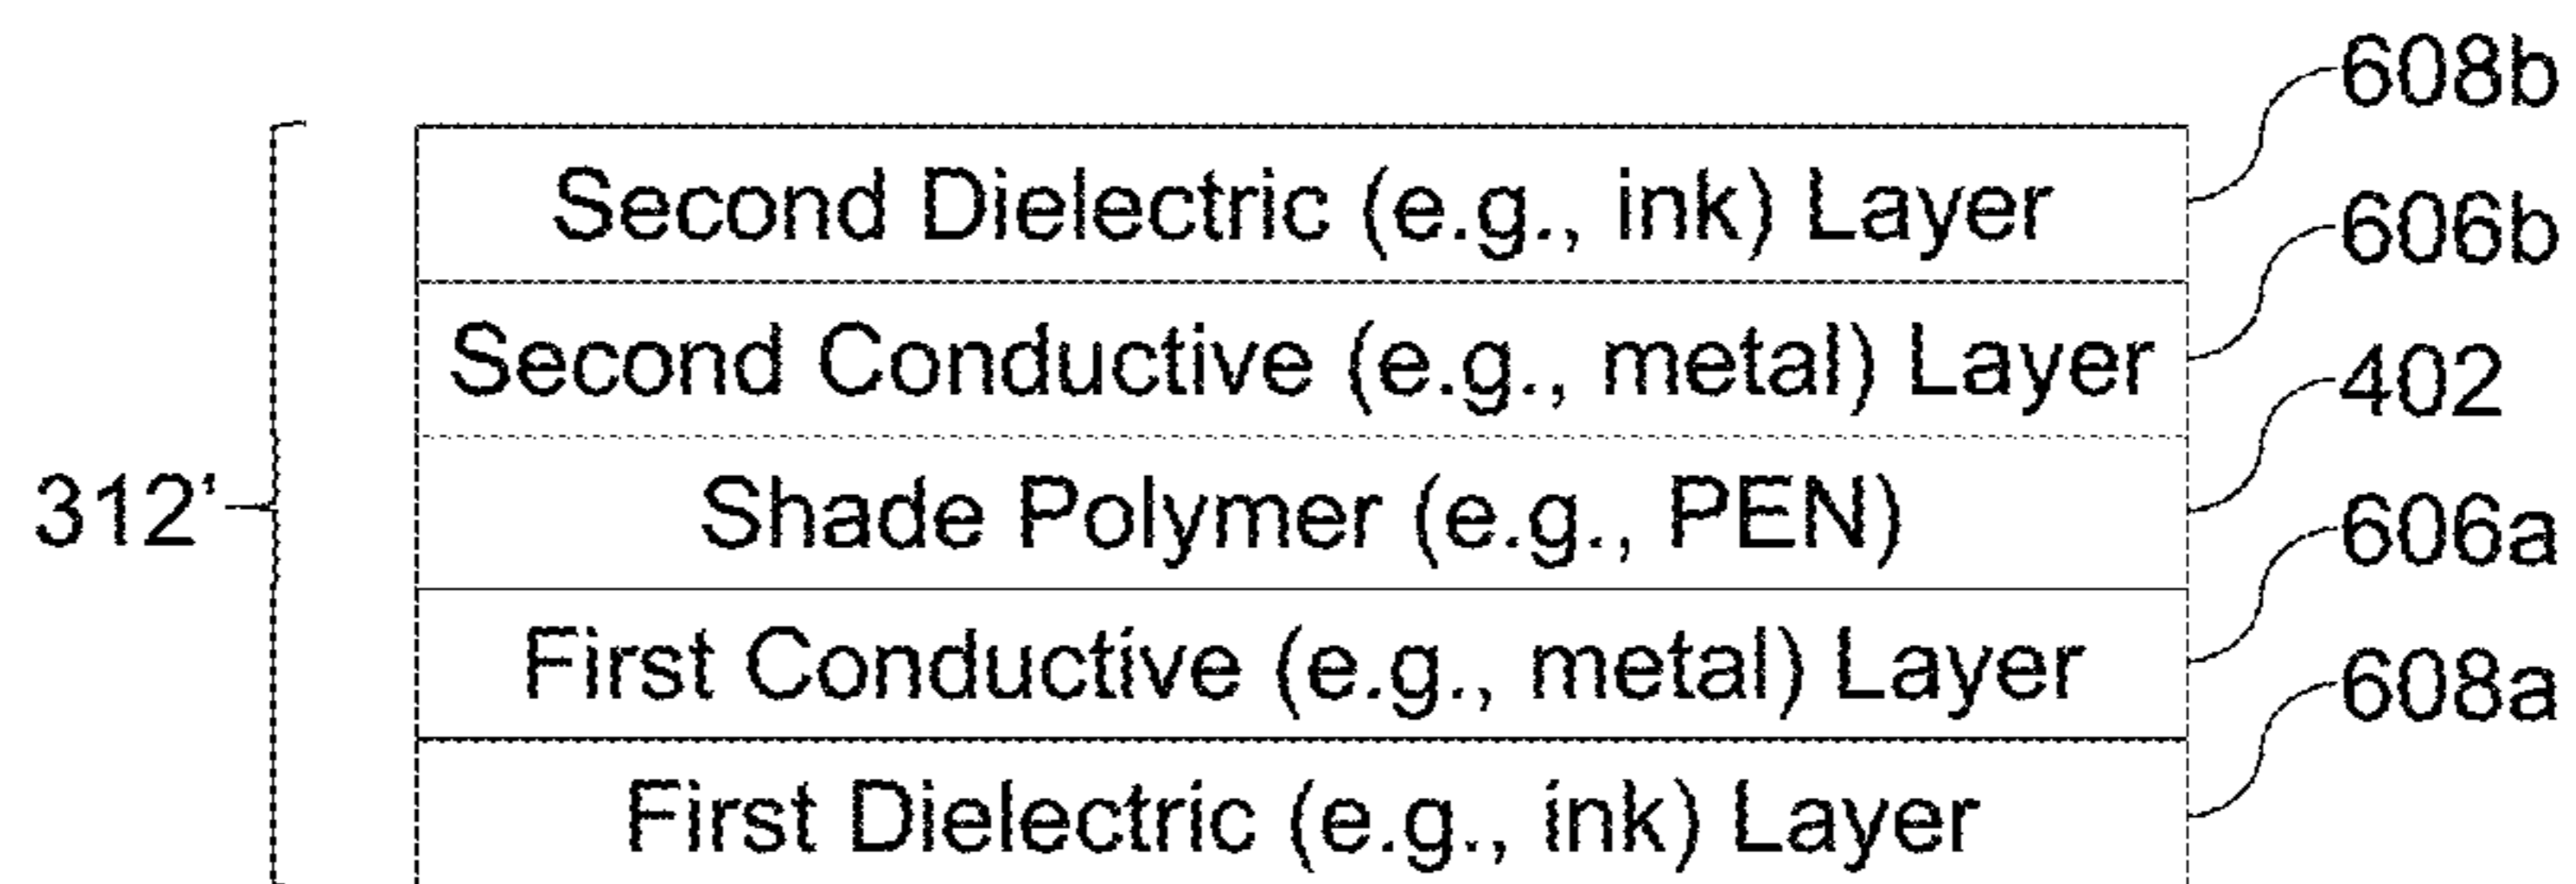 608b
Second Dielectric (e.g., ink) Layer
606b
Second Conductive (e.g., metal) Layer
402
Shade Polymer (e.g., PEN)
312'
606a
First Conductive (e.g., metal) Layer
608a
First Dielectric (e.g., ink) Layer